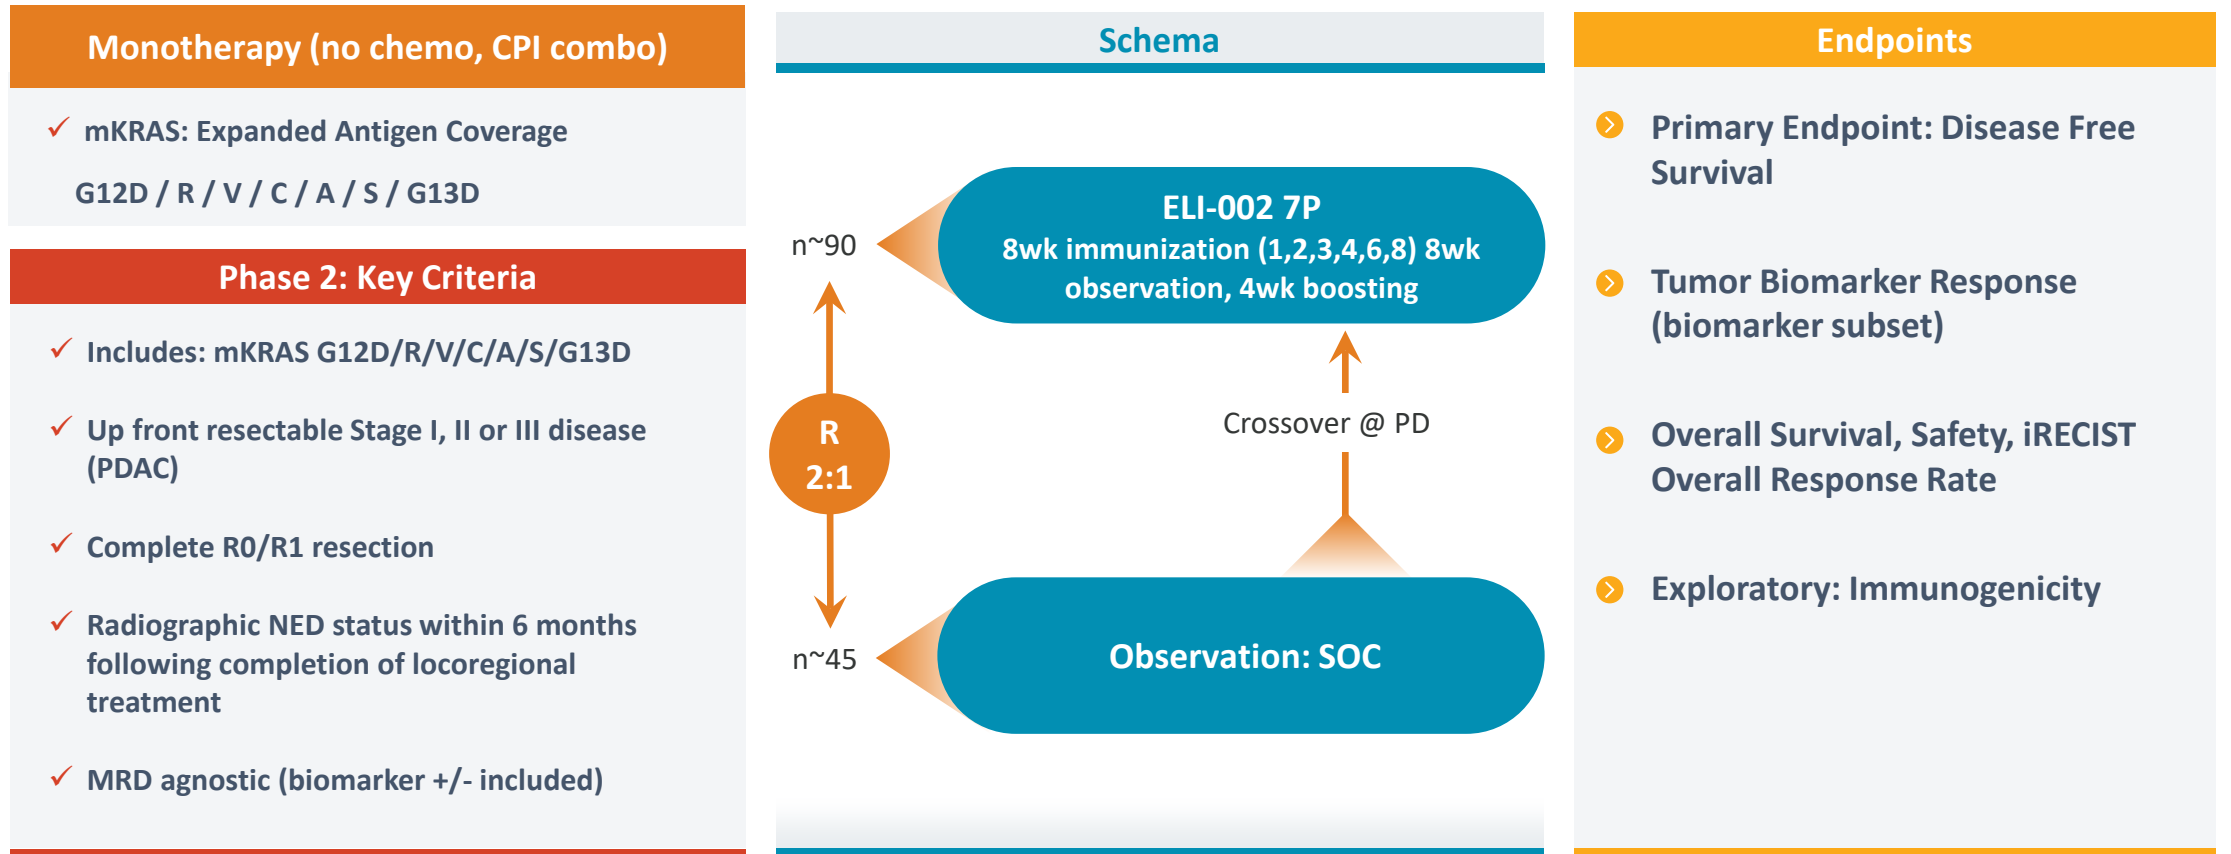 Monotherapy (no chemo, CPI combo)
mKRAS: Expanded Antigen Coverage
G12D / R / V / C / A / S / G13D
Phase 2: Key Criteria
Includes: mKRAS G12D/R/V/C/A/S/G13D
Up front resectable Stage I, II or III disease
(PDAC)
Complete R0/R1 resection
Radiographic NED status within 6 months
following completion of locoregional
treatment
MRD agnostic (biomarker +/- included)
Schema
n~90
ELI-002 7P
8wk immunization (1,2,3,4,6,8) 8wk
observation, 4wk boosting
R
2:1
Crossover @ PD
n~45
Observation: SOC
Endpoints
Primary Endpoint: Disease Free
Survival
Tumor Biomarker Response
(biomarker subset)
Overall Survival, Safety, iRECIST
Overall Response Rate
Exploratory: Immunogenicity